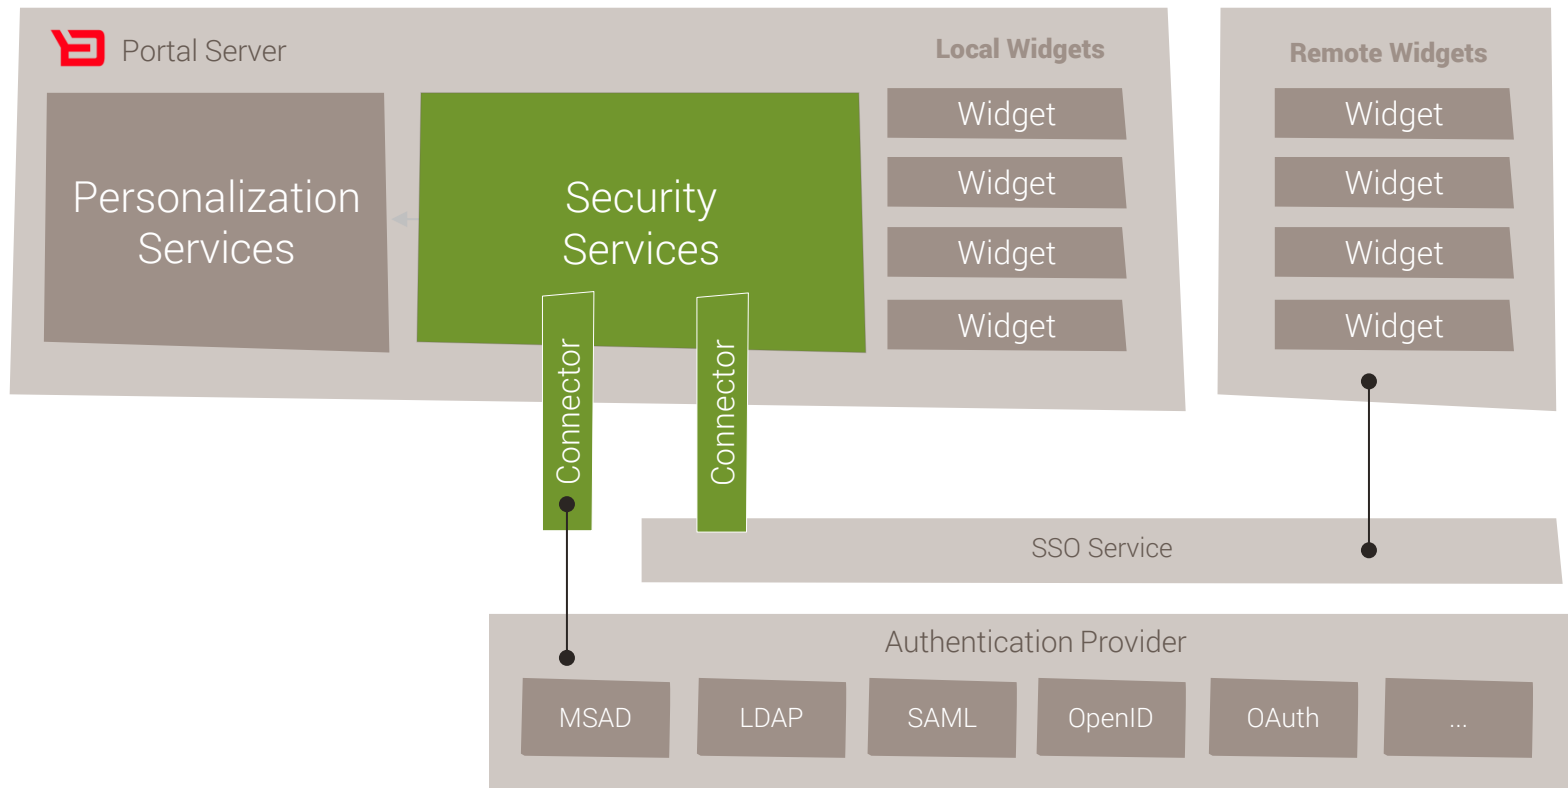 Portal Server
Local Widgets
Remote Widgets
Personalization
Services
Security
Services
Widget
Widget
Widget
Widget
Widget
Widget
Widget
Widget
Connector
Connector
SSO Service
Authentication Provider
MSAD
LDAP
SAML
OpenID
OAuth
...